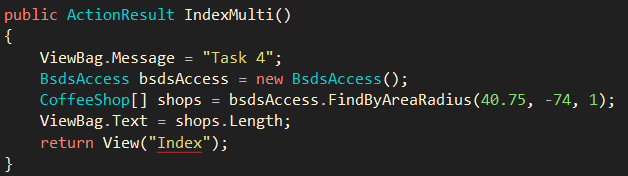 public ActionResult IndexMulti()
{
    ViewBag.Message = "Task 4";
    BsdsAccess bsdsAccess = new BsdsAccess();
    CoffeeShop[] shops = bsdsAccess.FindByAreaRadius(40.75, -74, 1);
    ViewBag.Text = shops.Length;
    return View("Index");
}